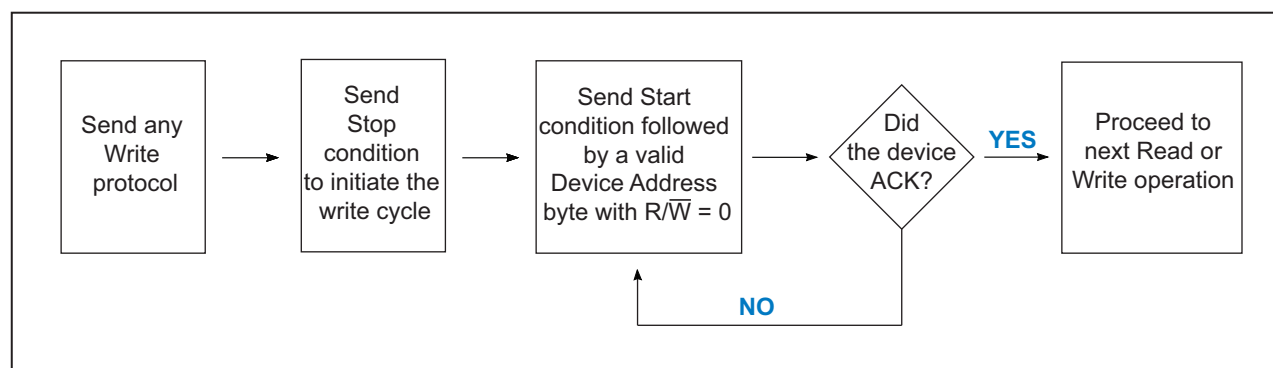 Send any
Write
protocol
Send
Stop
condition
to initiate the
write cycle
Send Start
condition followed
by a valid
Device Address
byte with R/W̅ = 0
Did
the device
ACK?
YES
Proceed to
next Read or
Write operation
NO